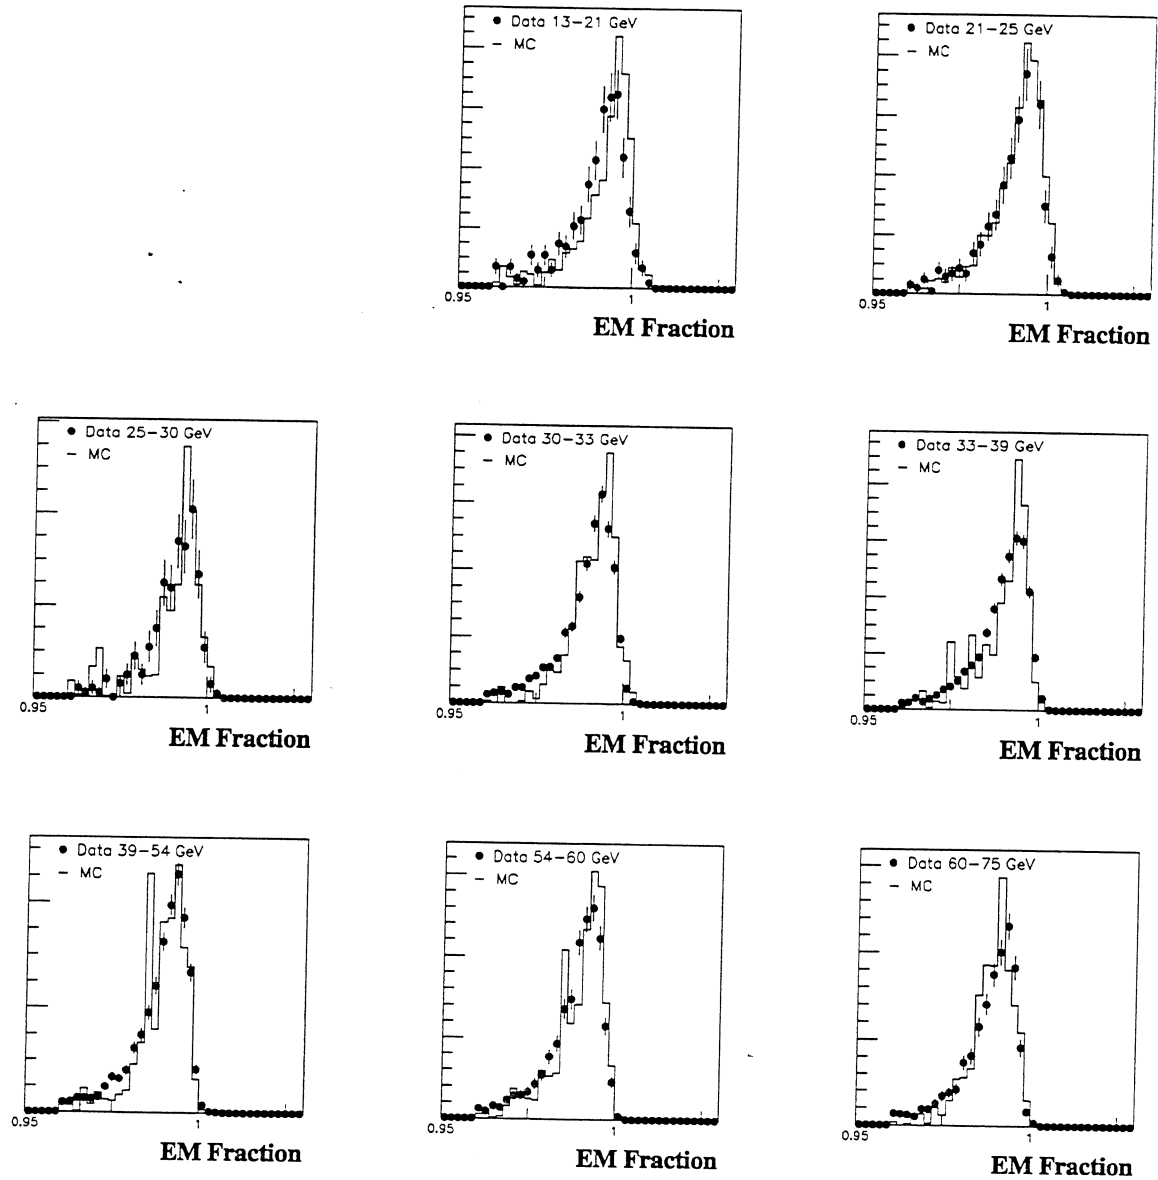 Data 13-21 GeV
MC
0.95
1
EM Fraction
Data 21-25 GeV
MC
0.95
1
EM Fraction
Data 25-30 GeV
MC
0.95
1
EM Fraction
Data 30-33 GeV
MC
0.95
1
EM Fraction
Data 33-39 GeV
MC
0.95
1
EM Fraction
Data 39-54 GeV
MC
0.95
1
EM Fraction
Data 54-60 GeV
MC
0.95
1
EM Fraction
Data 60-75 GeV
MC
0.95
1
EM Fraction